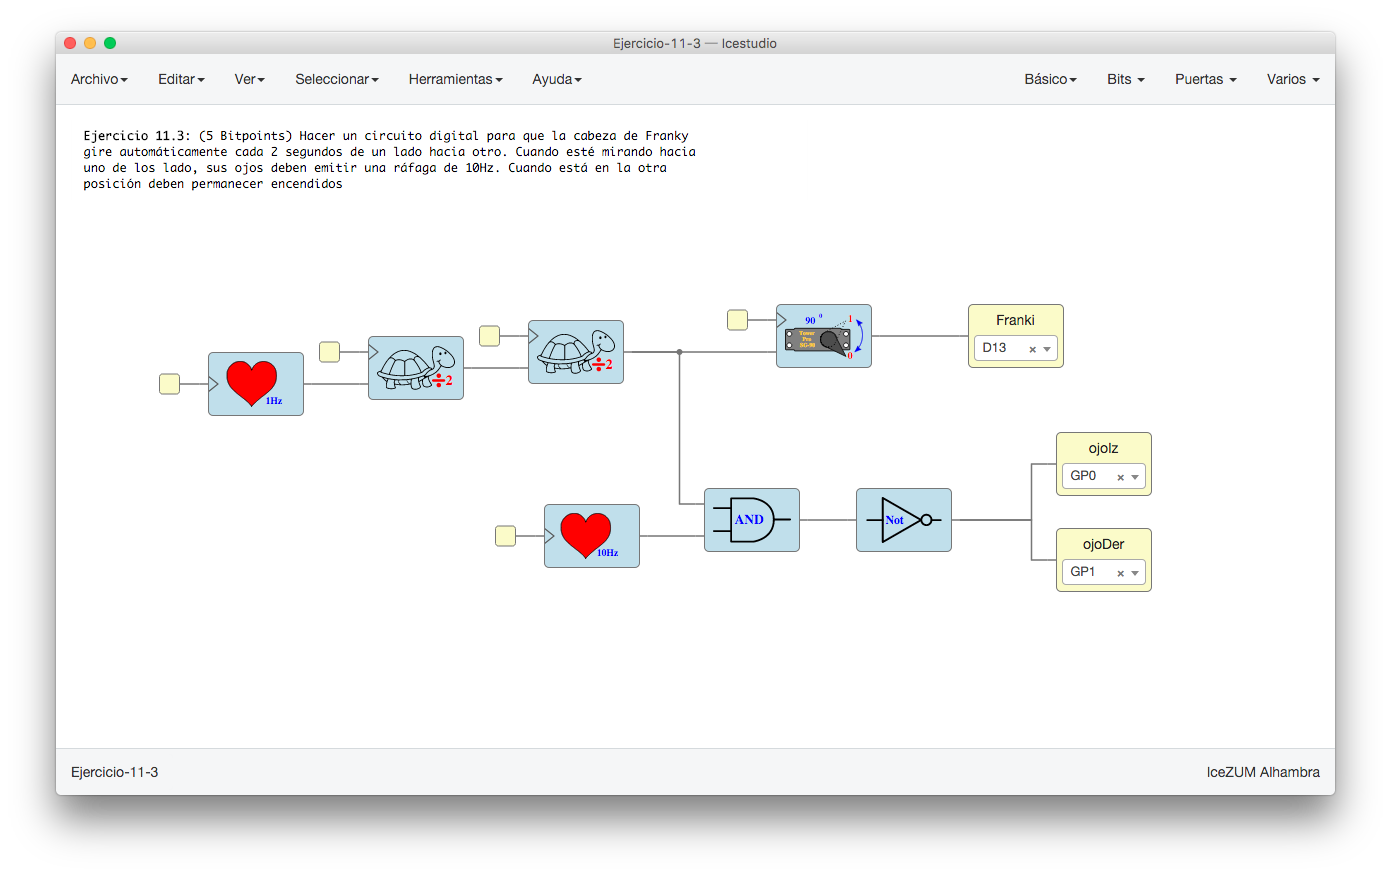 Ejercicio-11-3 — Icestudio
Archivo Editar Ver Seleccionar Herramientas Ayuda Básico Bits Puertas Varios
Ejercicio 11.3: (5 Bitpoints) Hacer un circuito digital para que la cabeza de Franky
gire automáticamente cada 2 segundos de un lado hacia otro. Cuando esté mirando hacia
uno de los lado, sus ojos deben emitir una ráfaga de 10Hz. Cuando está en la otra
posición deben permanecer encendidos
1Hz
÷2
÷2
90 º 1
Tower
Pro
SG-90
0
Franki
D13
10Hz
AND
Not
ojoIz
GP0
ojoDer
GP1
Ejercicio-11-3
IceZUM Alhambra